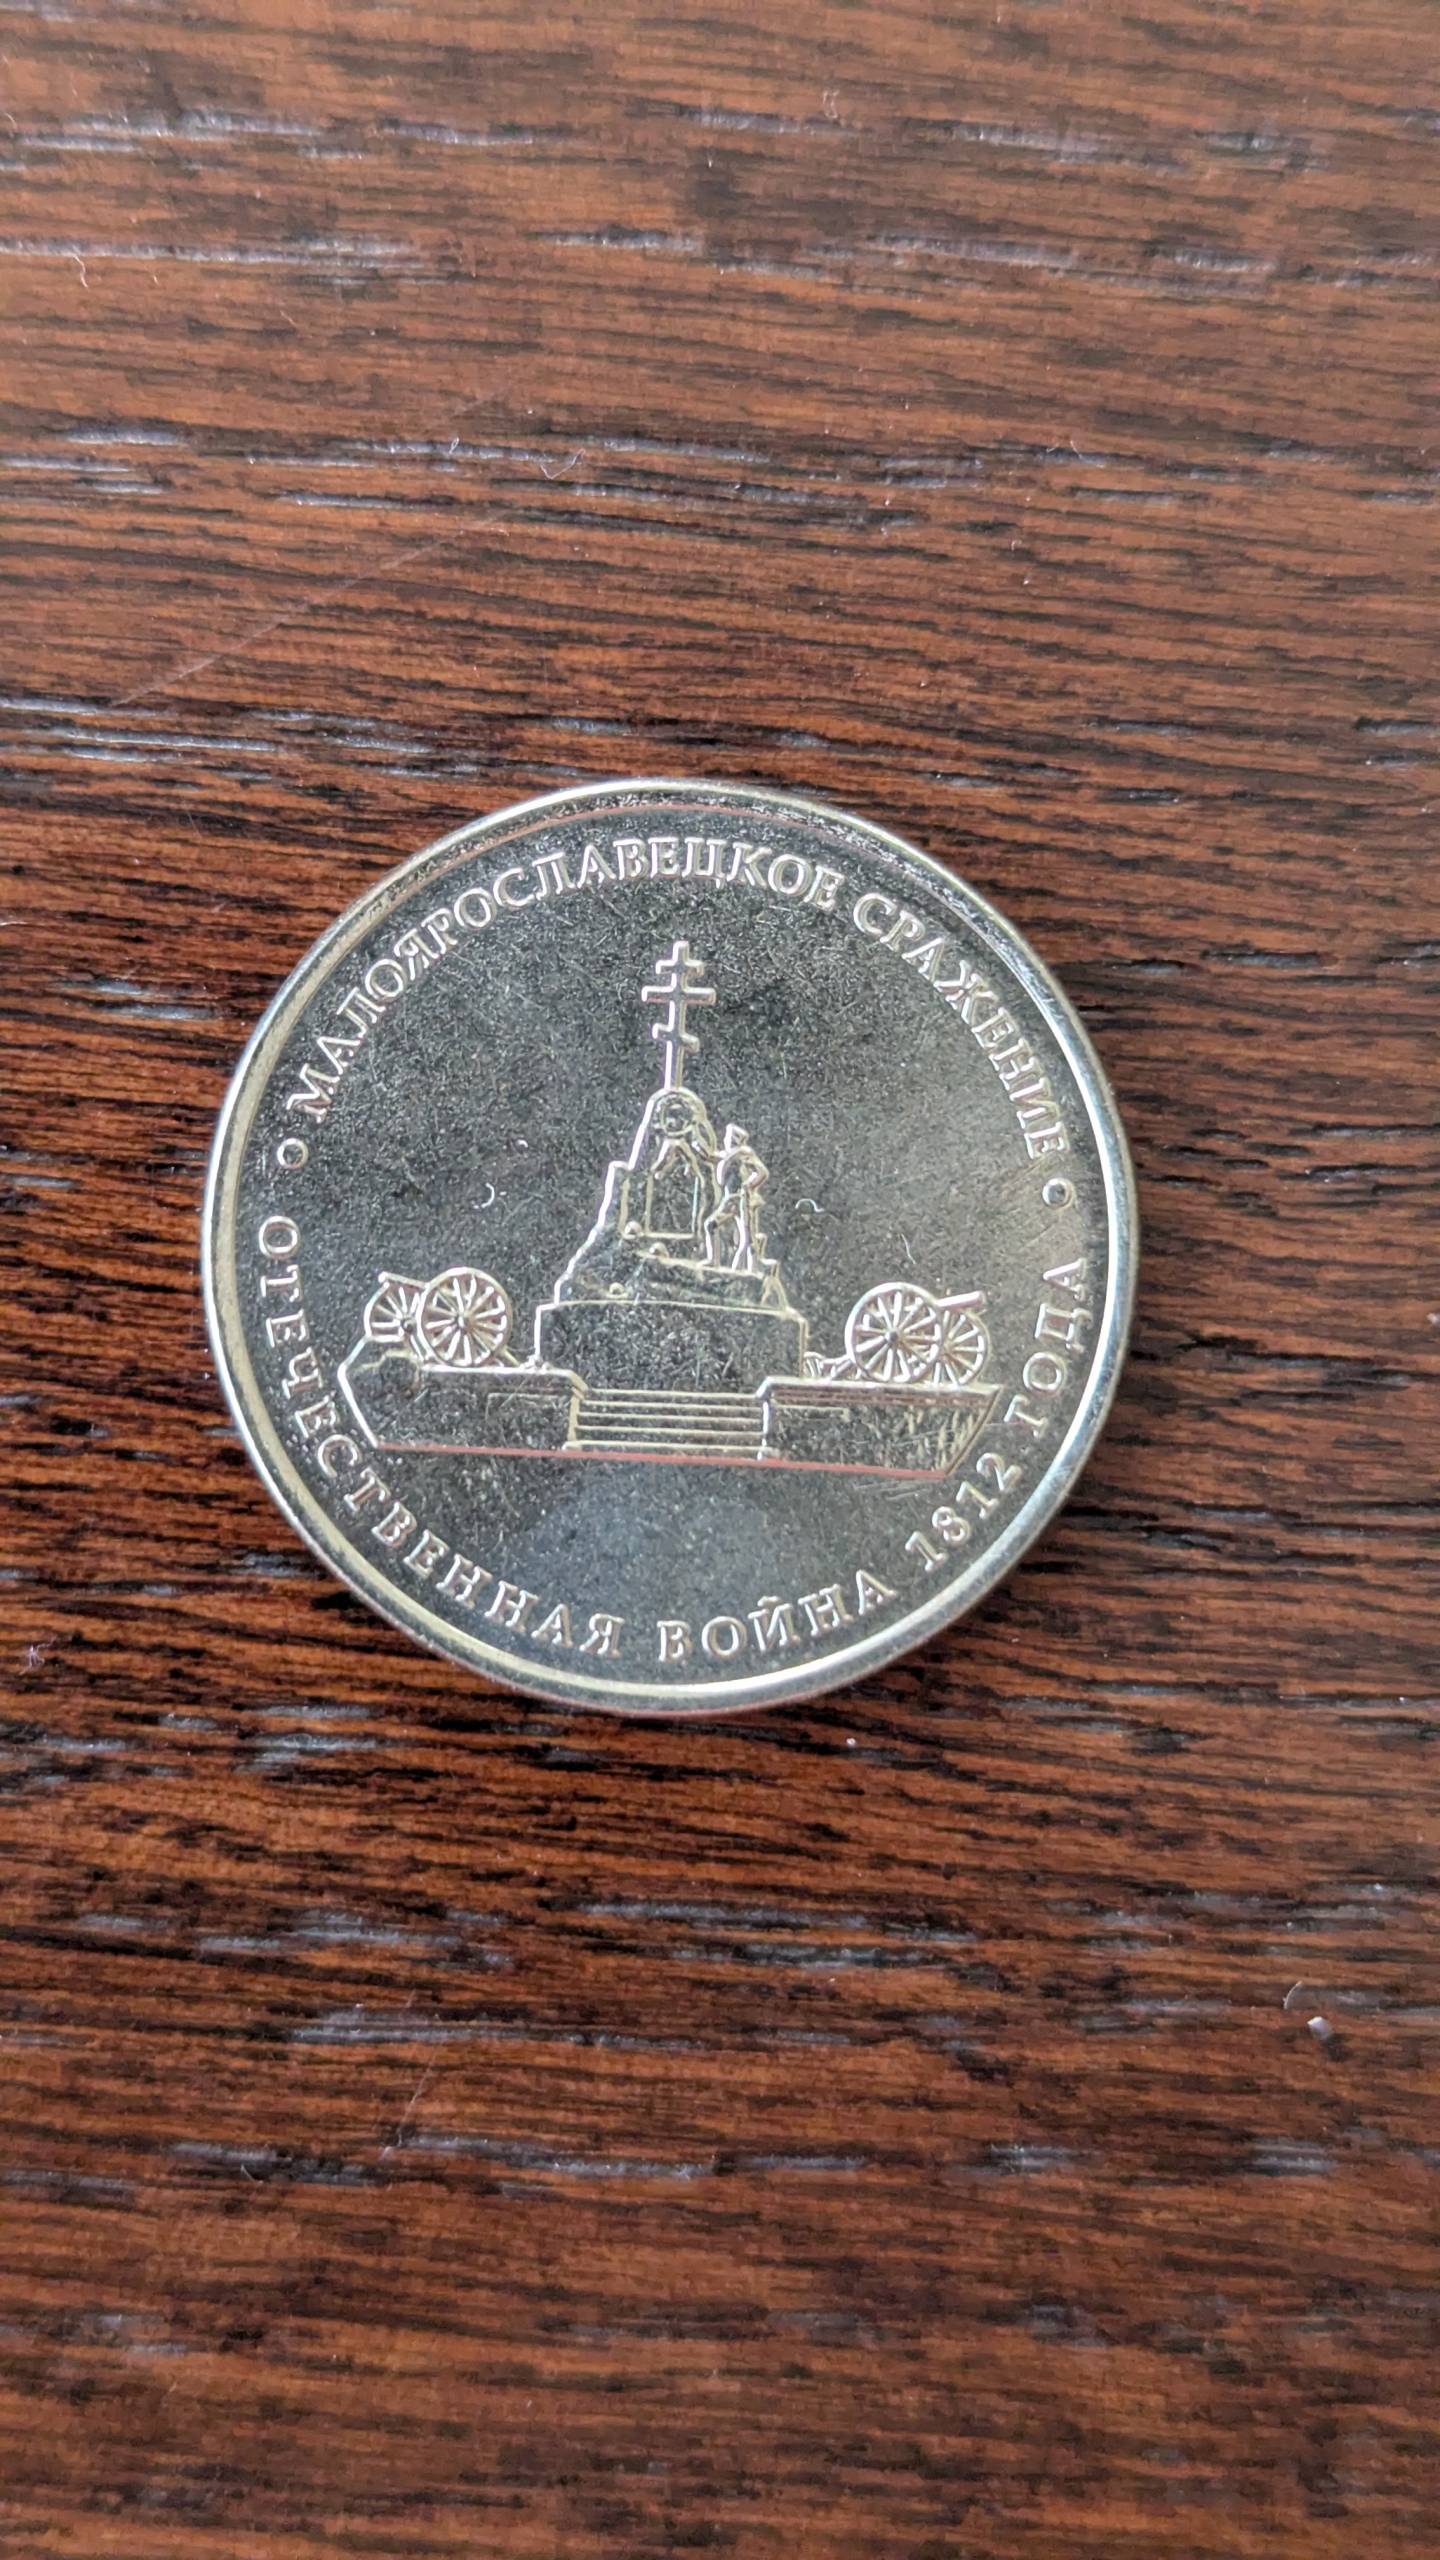 МАЛОЯРОСЛАВЕЦКОЕ СРАЖЕНИЕ
ОТЕЧЕСТВЕННАЯ ВОЙНА 1812 ГОДА